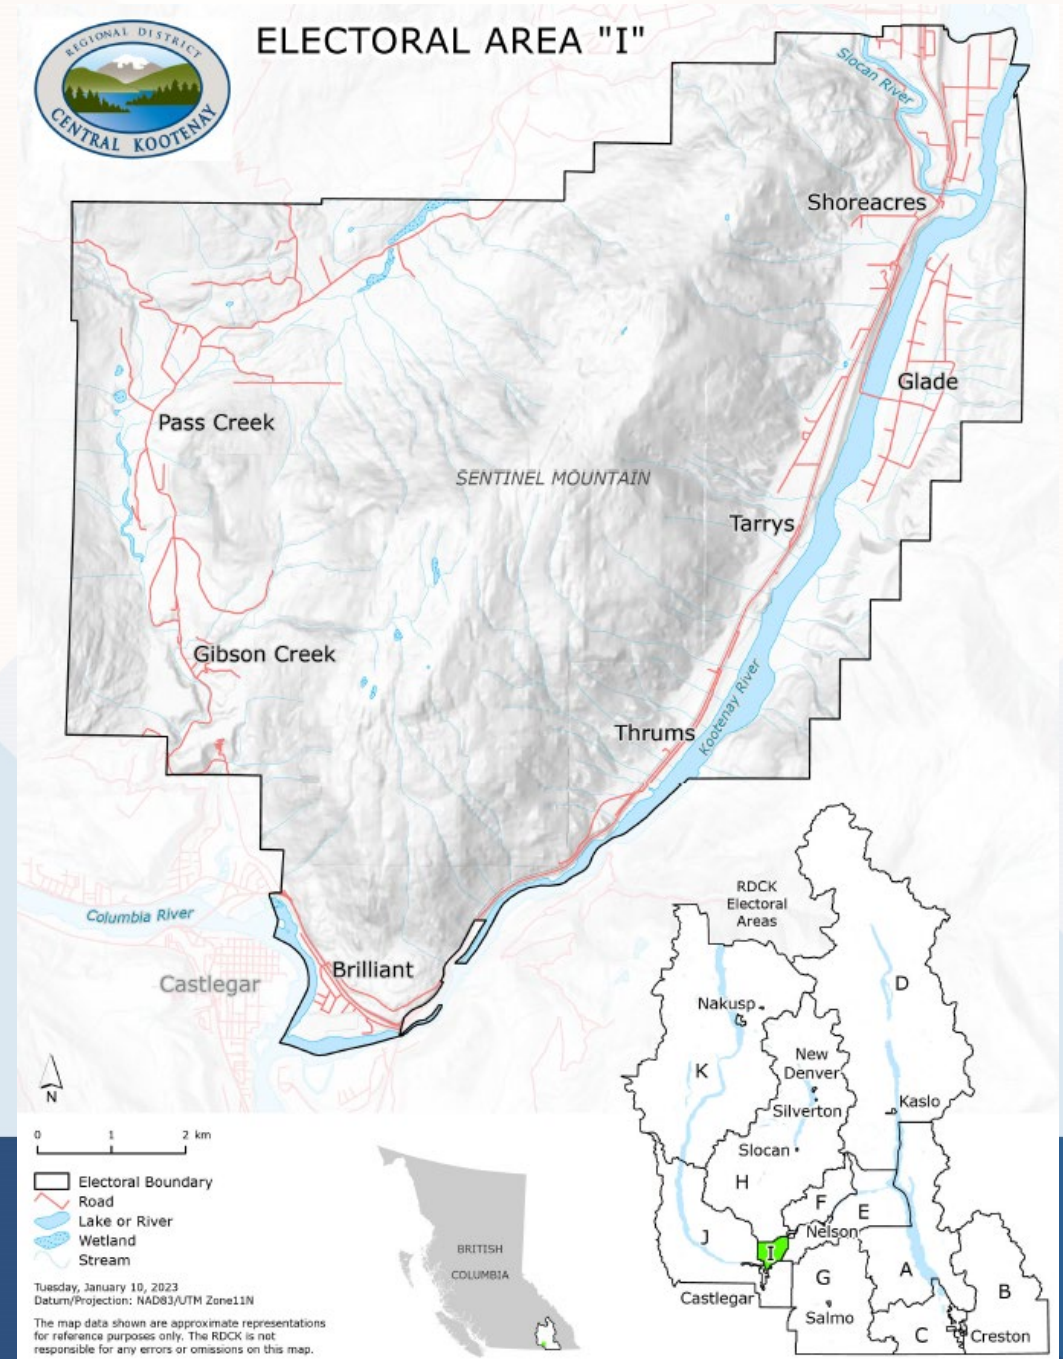 ELECTORAL AREA "I"
REGIONAL DISTRICT
CENTRAL KOOTENAY
Slocan River
Shoreacres
Glade
Pass Creek
SENTINEL MOUNTAIN
Tarrys
Gibson Creek
Thrums
Kootenay River
Columbia River
Castlegar
Brilliant
N
0 1 2 km
Electoral Boundary
Road
Lake or River
Wetland
Stream
Tuesday, January 10, 2023
Datum/Projection: NAD83/UTM Zone11N
The map data shown are approximate representations
for reference purposes only. The RDCK is not
responsible for any errors or omissions on this map.
BRITISH
COLUMBIA
RDCK
Electoral
Areas
D
Nakusp
K
New
Denver
Silverton
Kaslo
Slocan
H
F
E
Nelson
J
I
G
A
B
Castlegar
Salmo
C
Creston